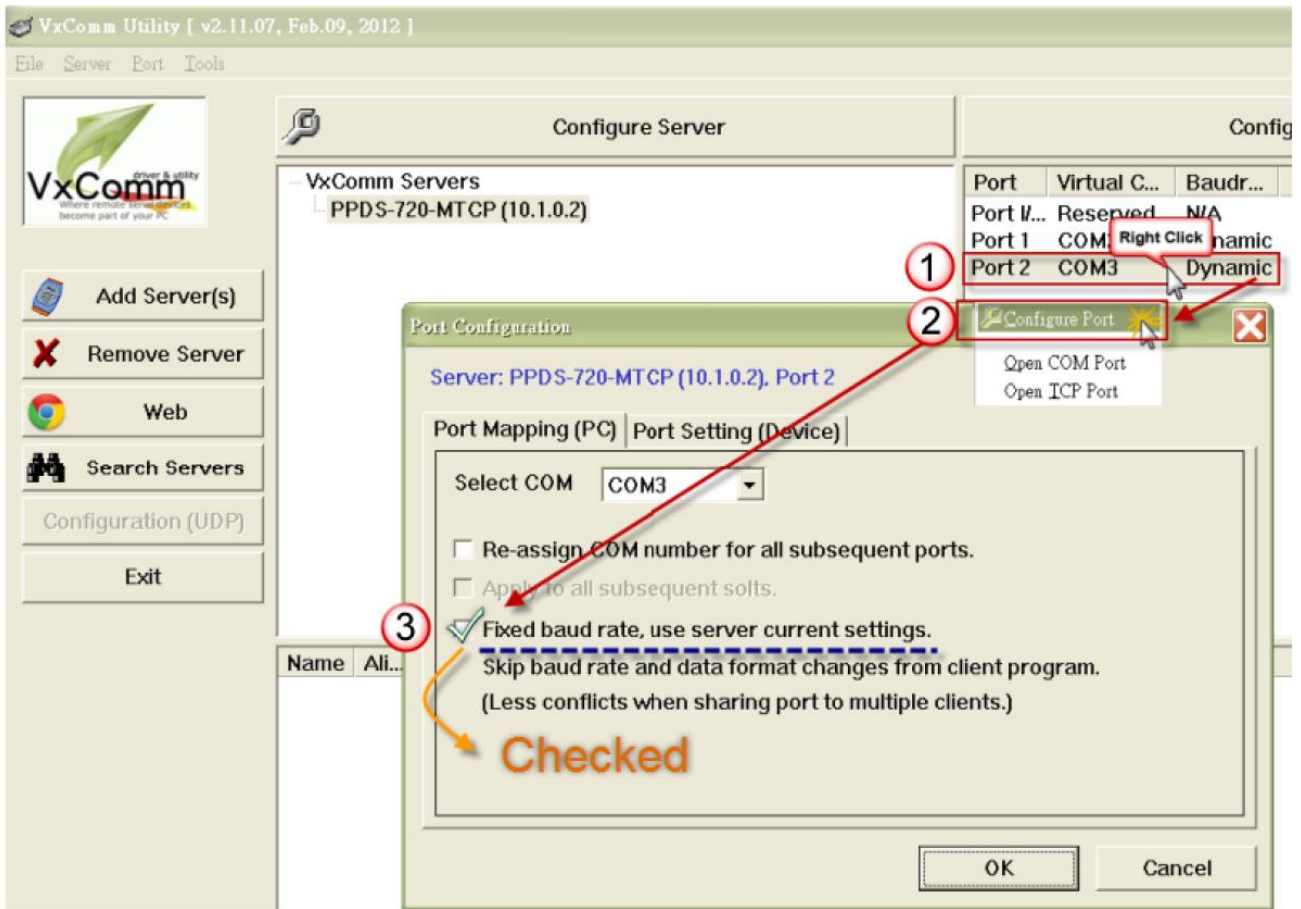 VxComm Utility [ v2.11.07, Feb.09, 2012 ]
File Server Port Tools
driver & utility
VxComm
Where remote serial devices
become part of your PC
Configure Server
Config
VxComm Servers
PPDS-720-MTCP (10.1.0.2)
Port Virtual C... Baudr...
Port I/... Reserved N/A
Port 1 COM namic
Right Click
1
Port 2 COM3 Dynamic
Add Server(s)
Remove Server
Web
Search Servers
Configuration (UDP)
Exit
2
Configure Port
Open COM Port
Open TCP Port
Port Configuration
Server: PPDS-720-MTCP (10.1.0.2), Port 2
Port Mapping (PC) Port Setting (Device)
Select COM COM3
Re-assign COM number for all subsequent ports.
Apply to all subsequent solts.
3
Fixed baud rate, use server current settings.
Skip baud rate and data format changes from client program.
(Less conflicts when sharing port to multiple clients.)
Checked
Name Ali...
OK Cancel